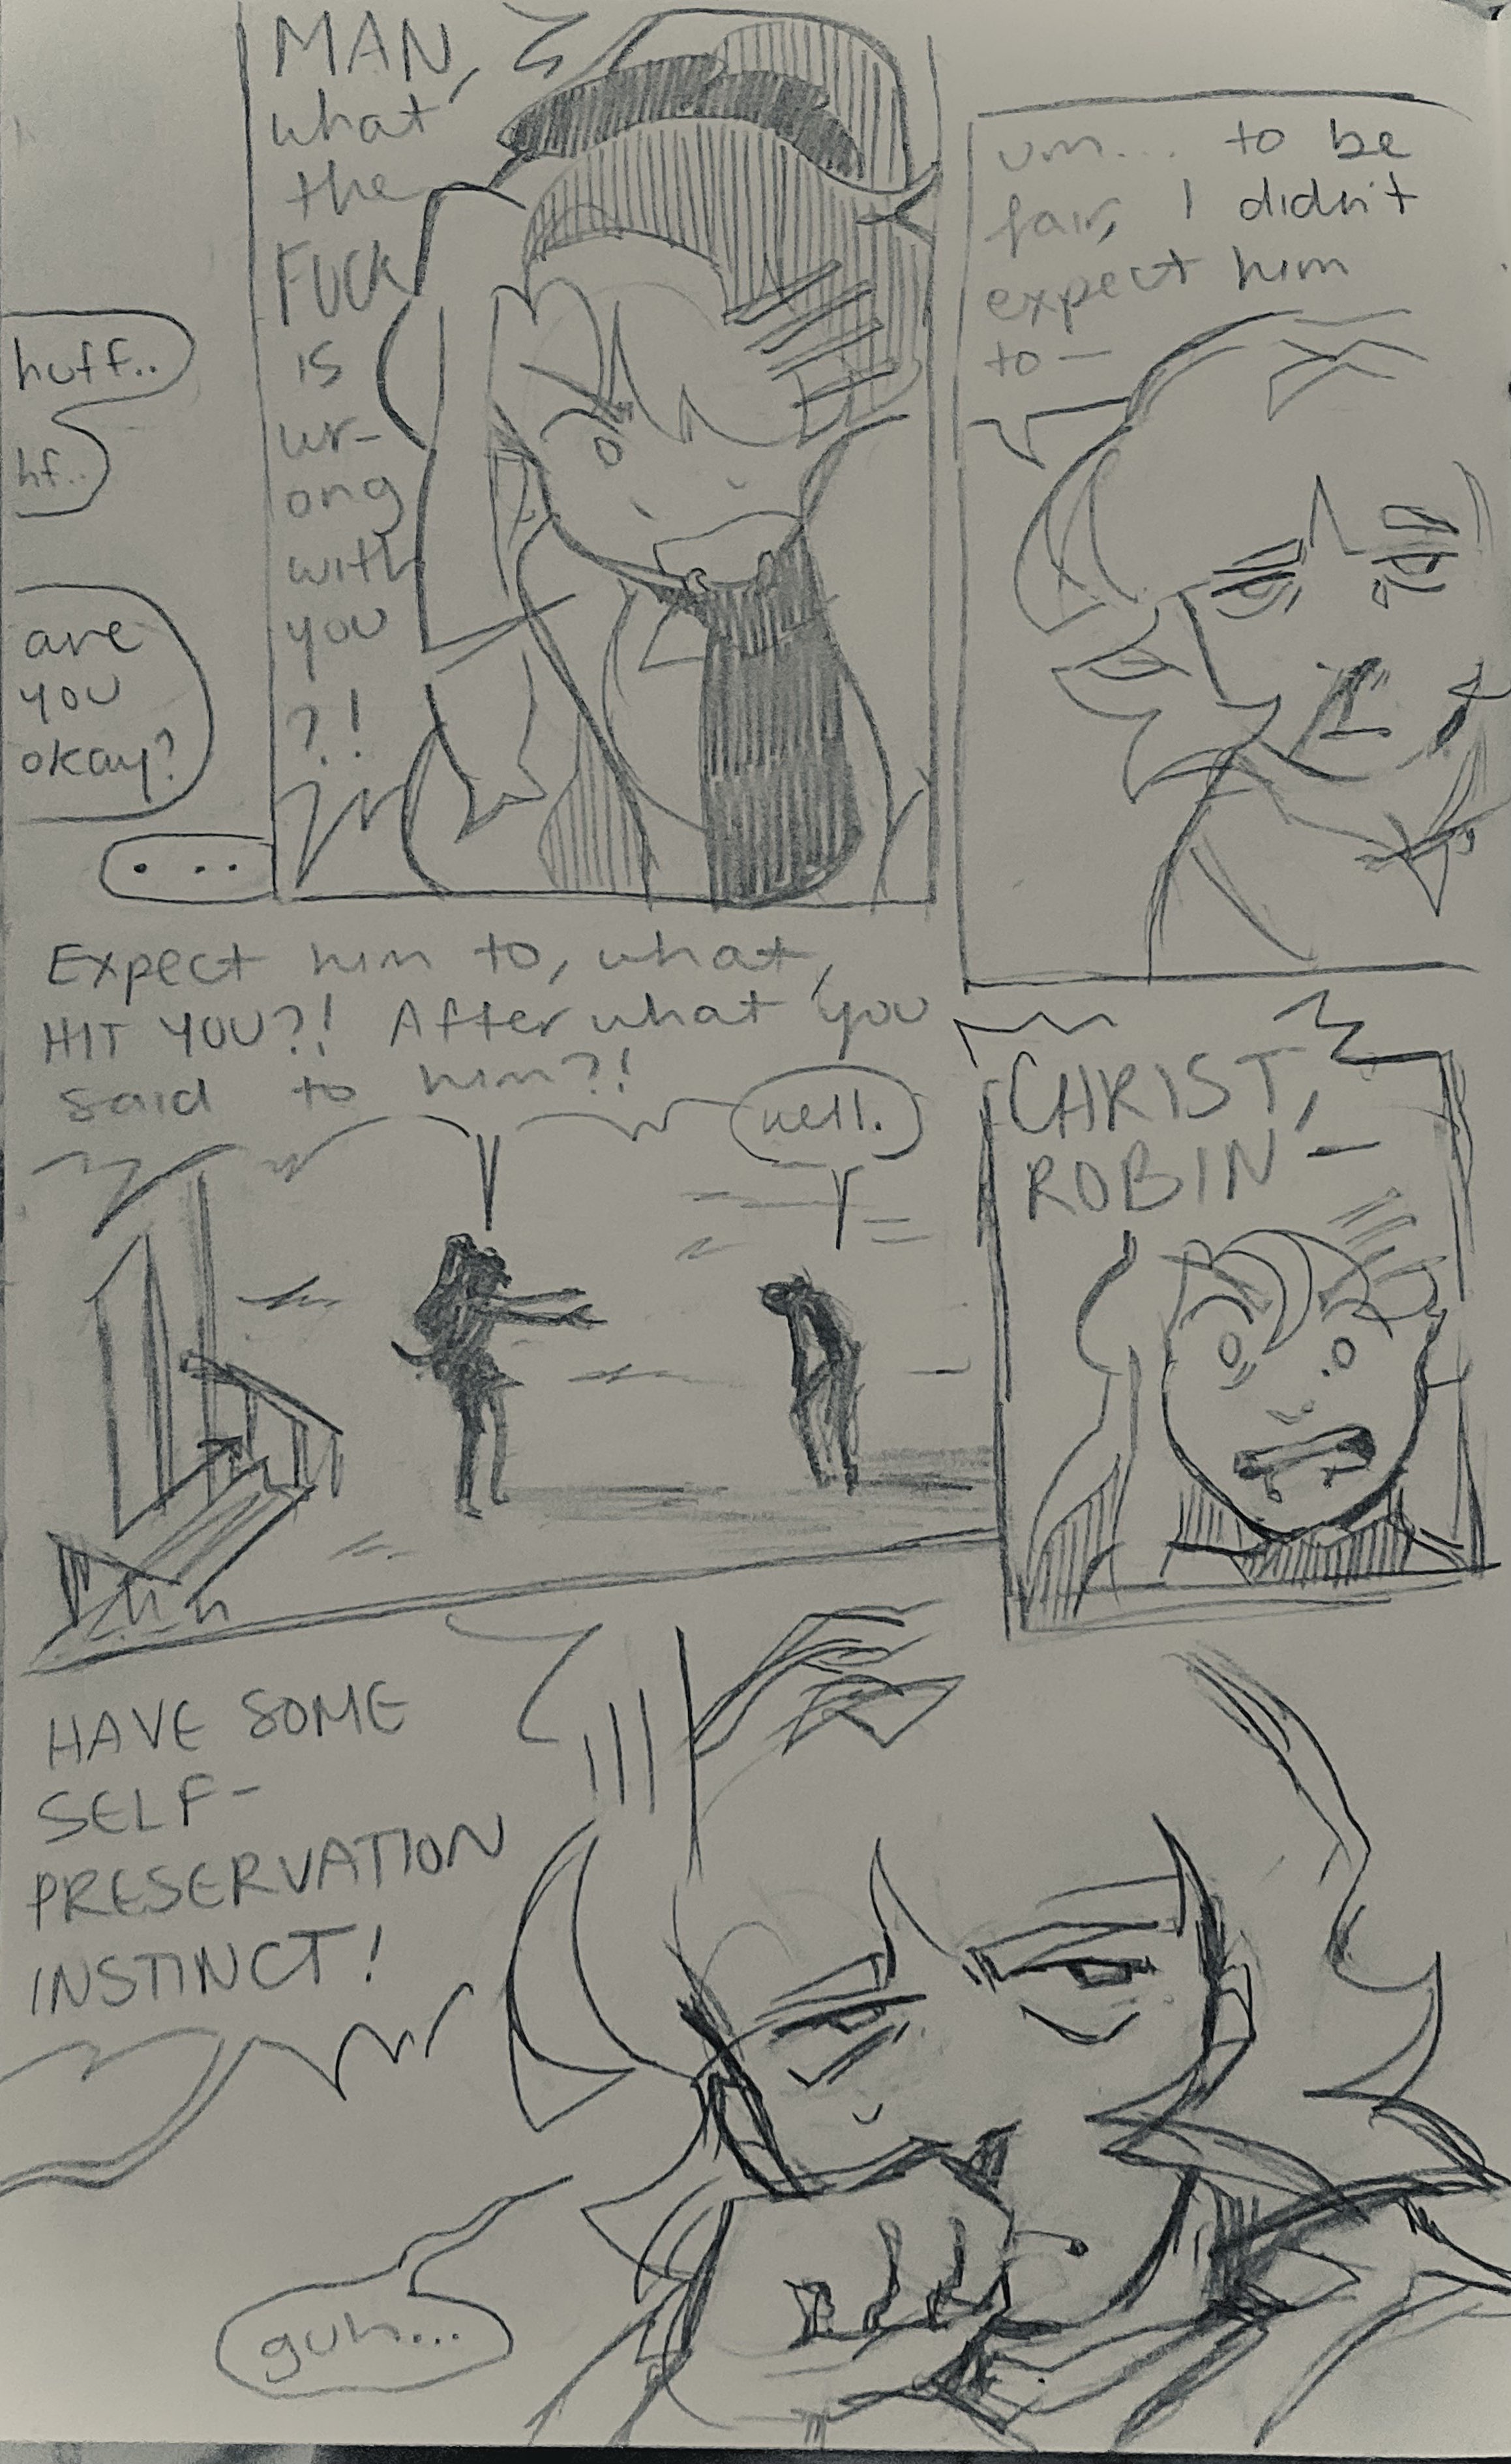 huff..
hf..
are
you
okay?
...
MAN,
what
the
FUCK
is
wr-
ong
with
you
?!
um... to be
fair, I didn't
expect him
to—
Expect him to, what,
HIT YOU?! After what you
said to him?!
well.
CHRIST,
ROBIN—
HAVE SOME
SELF-
PRESERVATION
INSTINCT!
guh...